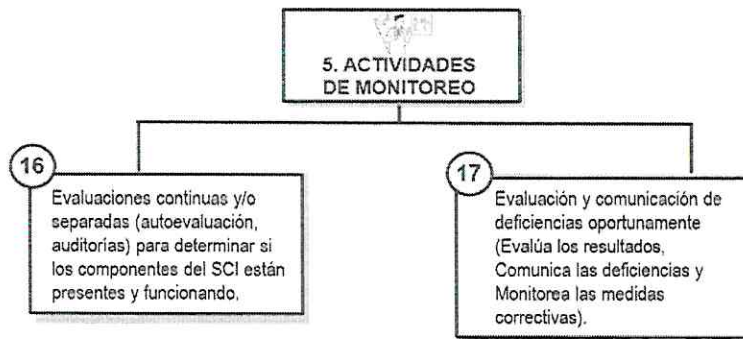 5. ACTIVIDADES
DE MONITOREO
16
Evaluaciones continuas y/o
separadas (autoevaluación,
auditorías) para determinar si
los componentes del SCI están
presentes y funcionando.
17
Evaluación y comunicación de
deficiencias oportunamente
(Evalúa los resultados,
Comunica las deficiencias y
Monitorea las medidas
correctivas).